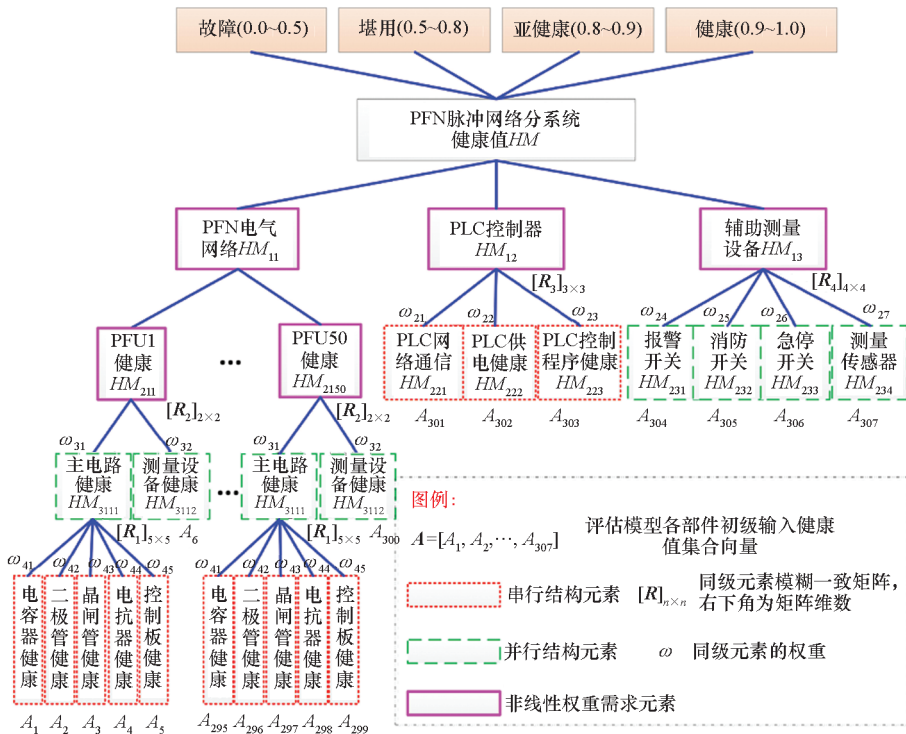 故障(0.0~0.5)
堪用(0.5~0.8)
亚健康(0.8~0.9)
健康(0.9~1.0)
PFN脉冲网络分系统
健康值HM
PFN电气
网络HM₁₁
PLC控制器
HM₁₂
辅助测量
设备HM₁₃
[R₃]₃ₓ₃
[R₄]₄ₓ₄
ω₂₁
ω₂₂
ω₂₃
ω₂₄
ω₂₅
ω₂₆
ω₂₇
PFU1
健康
HM₂₁₁
...
PFU50
健康
HM₂₁₅₀
PLC网
络通信
HM₂₂₁
PLC供
电健康
HM₂₂₂
PLC控制
程序健康
HM₂₂₃
报警
开关
HM₂₃₁
消防
开关
HM₂₃₂
急停
开关
HM₂₃₃
测量
传感器
HM₂₃₄
A₃₀₁
A₃₀₂
A₃₀₃
A₃₀₄
A₃₀₅
A₃₀₆
A₃₀₇
[R₂]₂ₓ₂
[R₂]₂ₓ₂
ω₃₁
ω₃₂
ω₃₁
ω₃₂
主电路
健康
HM₃₁₁₁
测量设
备健康
HM₃₁₁₂
...
主电路
健康
HM₃₁₁₁
测量设
备健康
HM₃₁₁₂
[R₁]₅ₓ₅
A₆
[R₁]₅ₓ₅
A₃₀₀
ω₄₁
ω₄₂
ω₄₃
ω₄₄
ω₄₅
ω₄₁
ω₄₂
ω₄₃
ω₄₄
ω₄₅
电容器健康
二极管健康
晶闸管健康
电抗器健康
控制板健康
电容器健康
二极管健康
晶闸管健康
电抗器健康
控制板健康
A₁
A₂
A₃
A₄
A₅
A₂₉₅
A₂₉₆
A₂₉₇
A₂₉₈
A₂₉₉
图例:
A=[A₁, A₂, ⋯, A₃₀₇]
评估模型各部件初级输入健康
值集合向量
串行结构元素
[R]ₙₓₙ
同级元素模糊一致矩阵，
右下角为矩阵维数
并行结构元素
ω
同级元素的权重
非线性权重需求元素